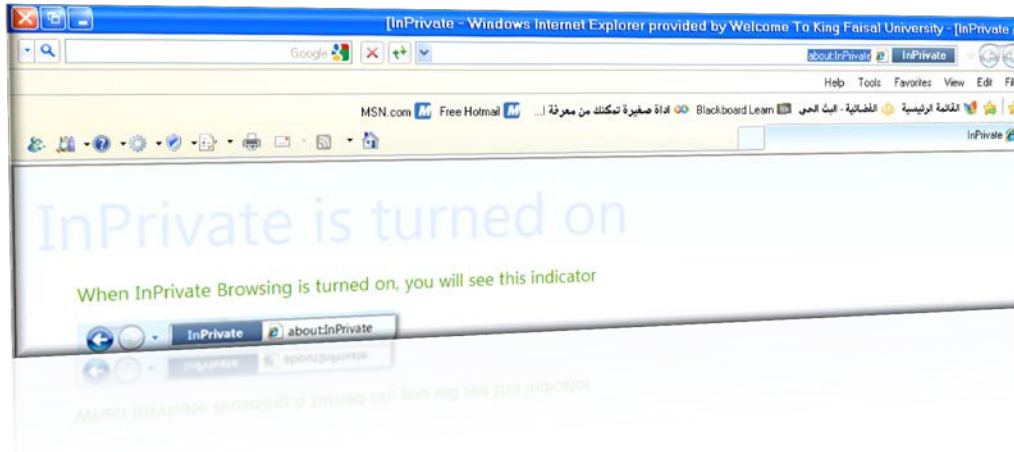 [InPrivate - Windows Internet Explorer provided by Welcome To King Faisal University - [InPrivate
Google
about:InPrivate InPrivate
Help Tools Favorites View Edit
MSN.com Free Hotmail اداة صغيرة تمكنك من معرفة ا... Blackboard Learn الفضائية - البث الحي القائمة الرئيسية
InPrivate
InPrivate is turned on
When InPrivate Browsing is turned on, you will see this indicator
InPrivate about:InPrivate